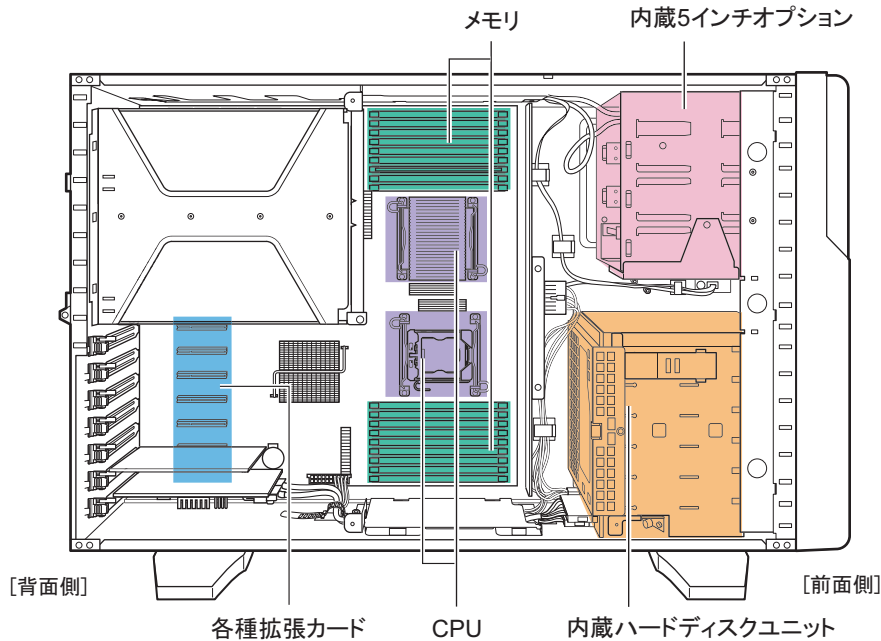 メモリ
内蔵5インチオプション
[背面側]
[前面側]
各種拡張カード
CPU
内蔵ハードディスクユニット